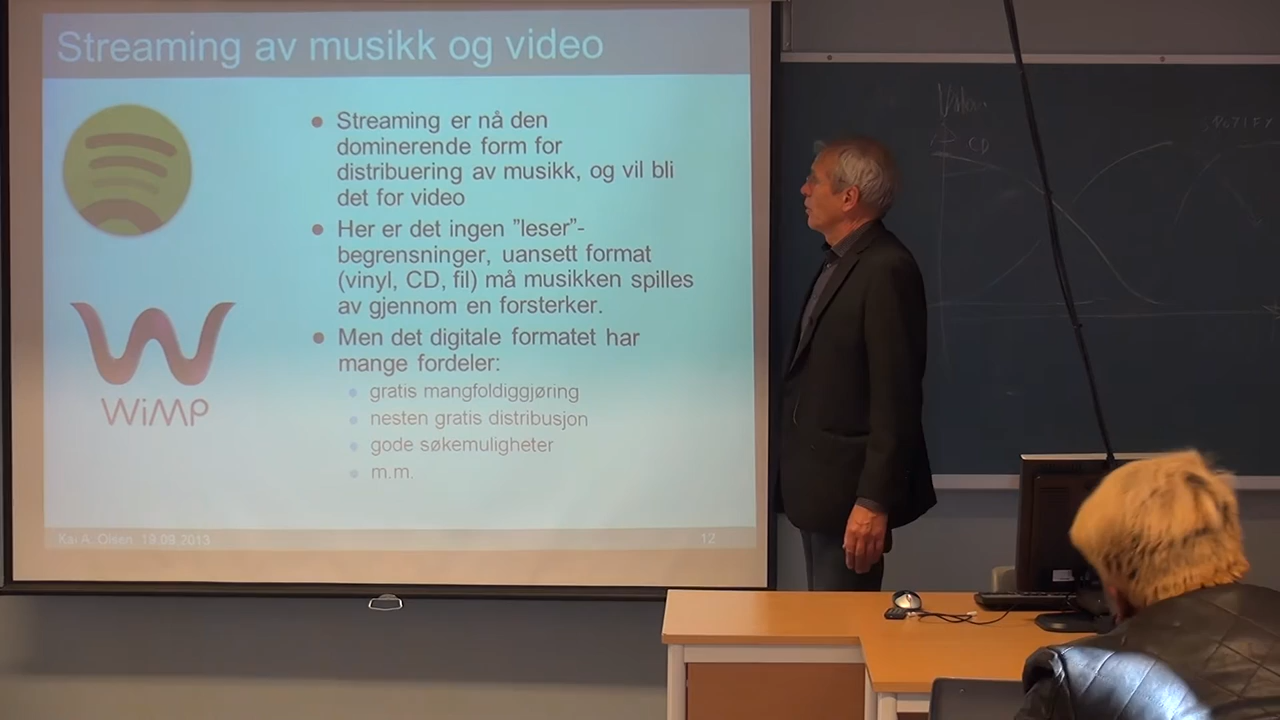 Streaming av musikk og video
Streaming er nå den
dominerende form for
distribuering av musikk, og vil bli
det for video
Her er det ingen ”leser”-
begrensninger, uansett format
(vinyl, CD, fil) må musikken spilles
av gjennom en forsterker.
Men det digitale formatet har
mange fordeler:
gratis mangfoldiggjøring
nesten gratis distribusjon
gode søkemuligheter
m.m.
WiMP
Kai A. Olsen 19.09.2013
12
CD